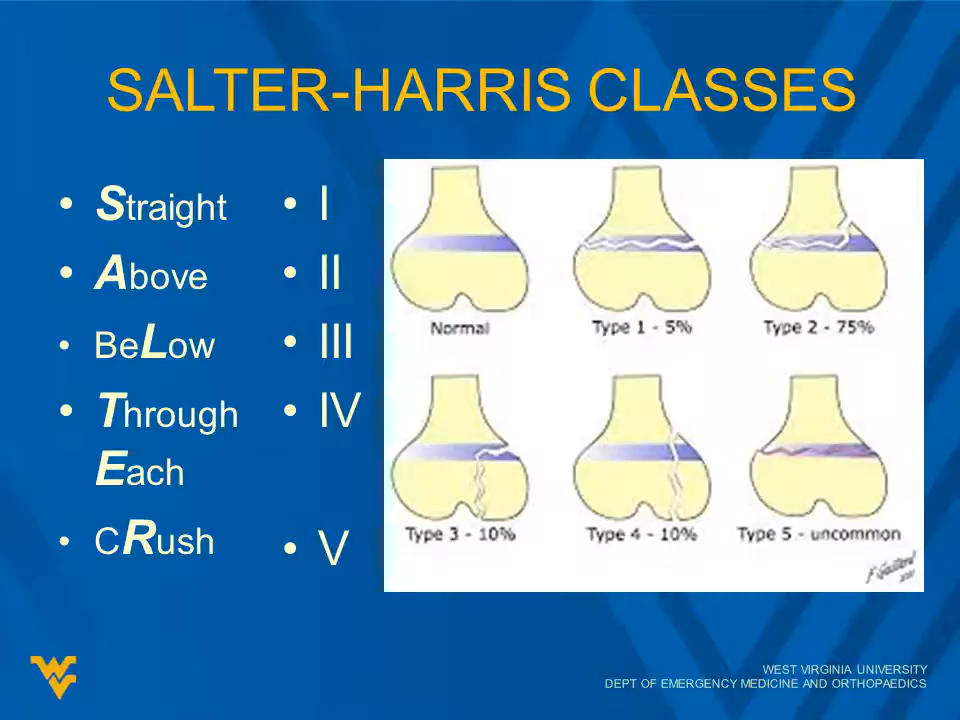 SALTER-HARRIS CLASSES
• Straight
• Above
• BeLow
• Through
Each
• CRush
• I
• II
• III
• IV
• V
Normal
Type 1 - 5%
Type 2 - 75%
Type 3 - 10%
Type 4 - 10%
Type 5 - uncommon
WEST VIRGINIA UNIVERSITY
DEPT OF EMERGENCY MEDICINE AND ORTHOPAEDICS